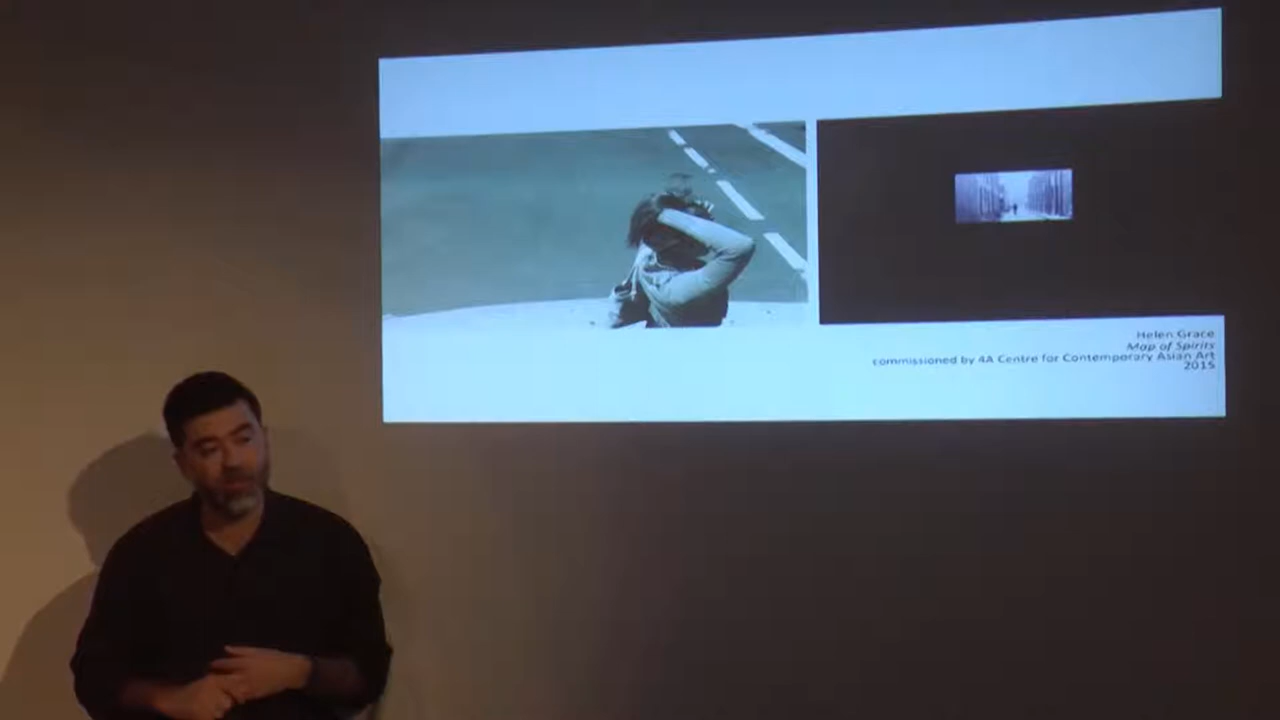 Helen Grace
Map of Spirits
commissioned by 4A Centre for Contemporary Asian Art
2015